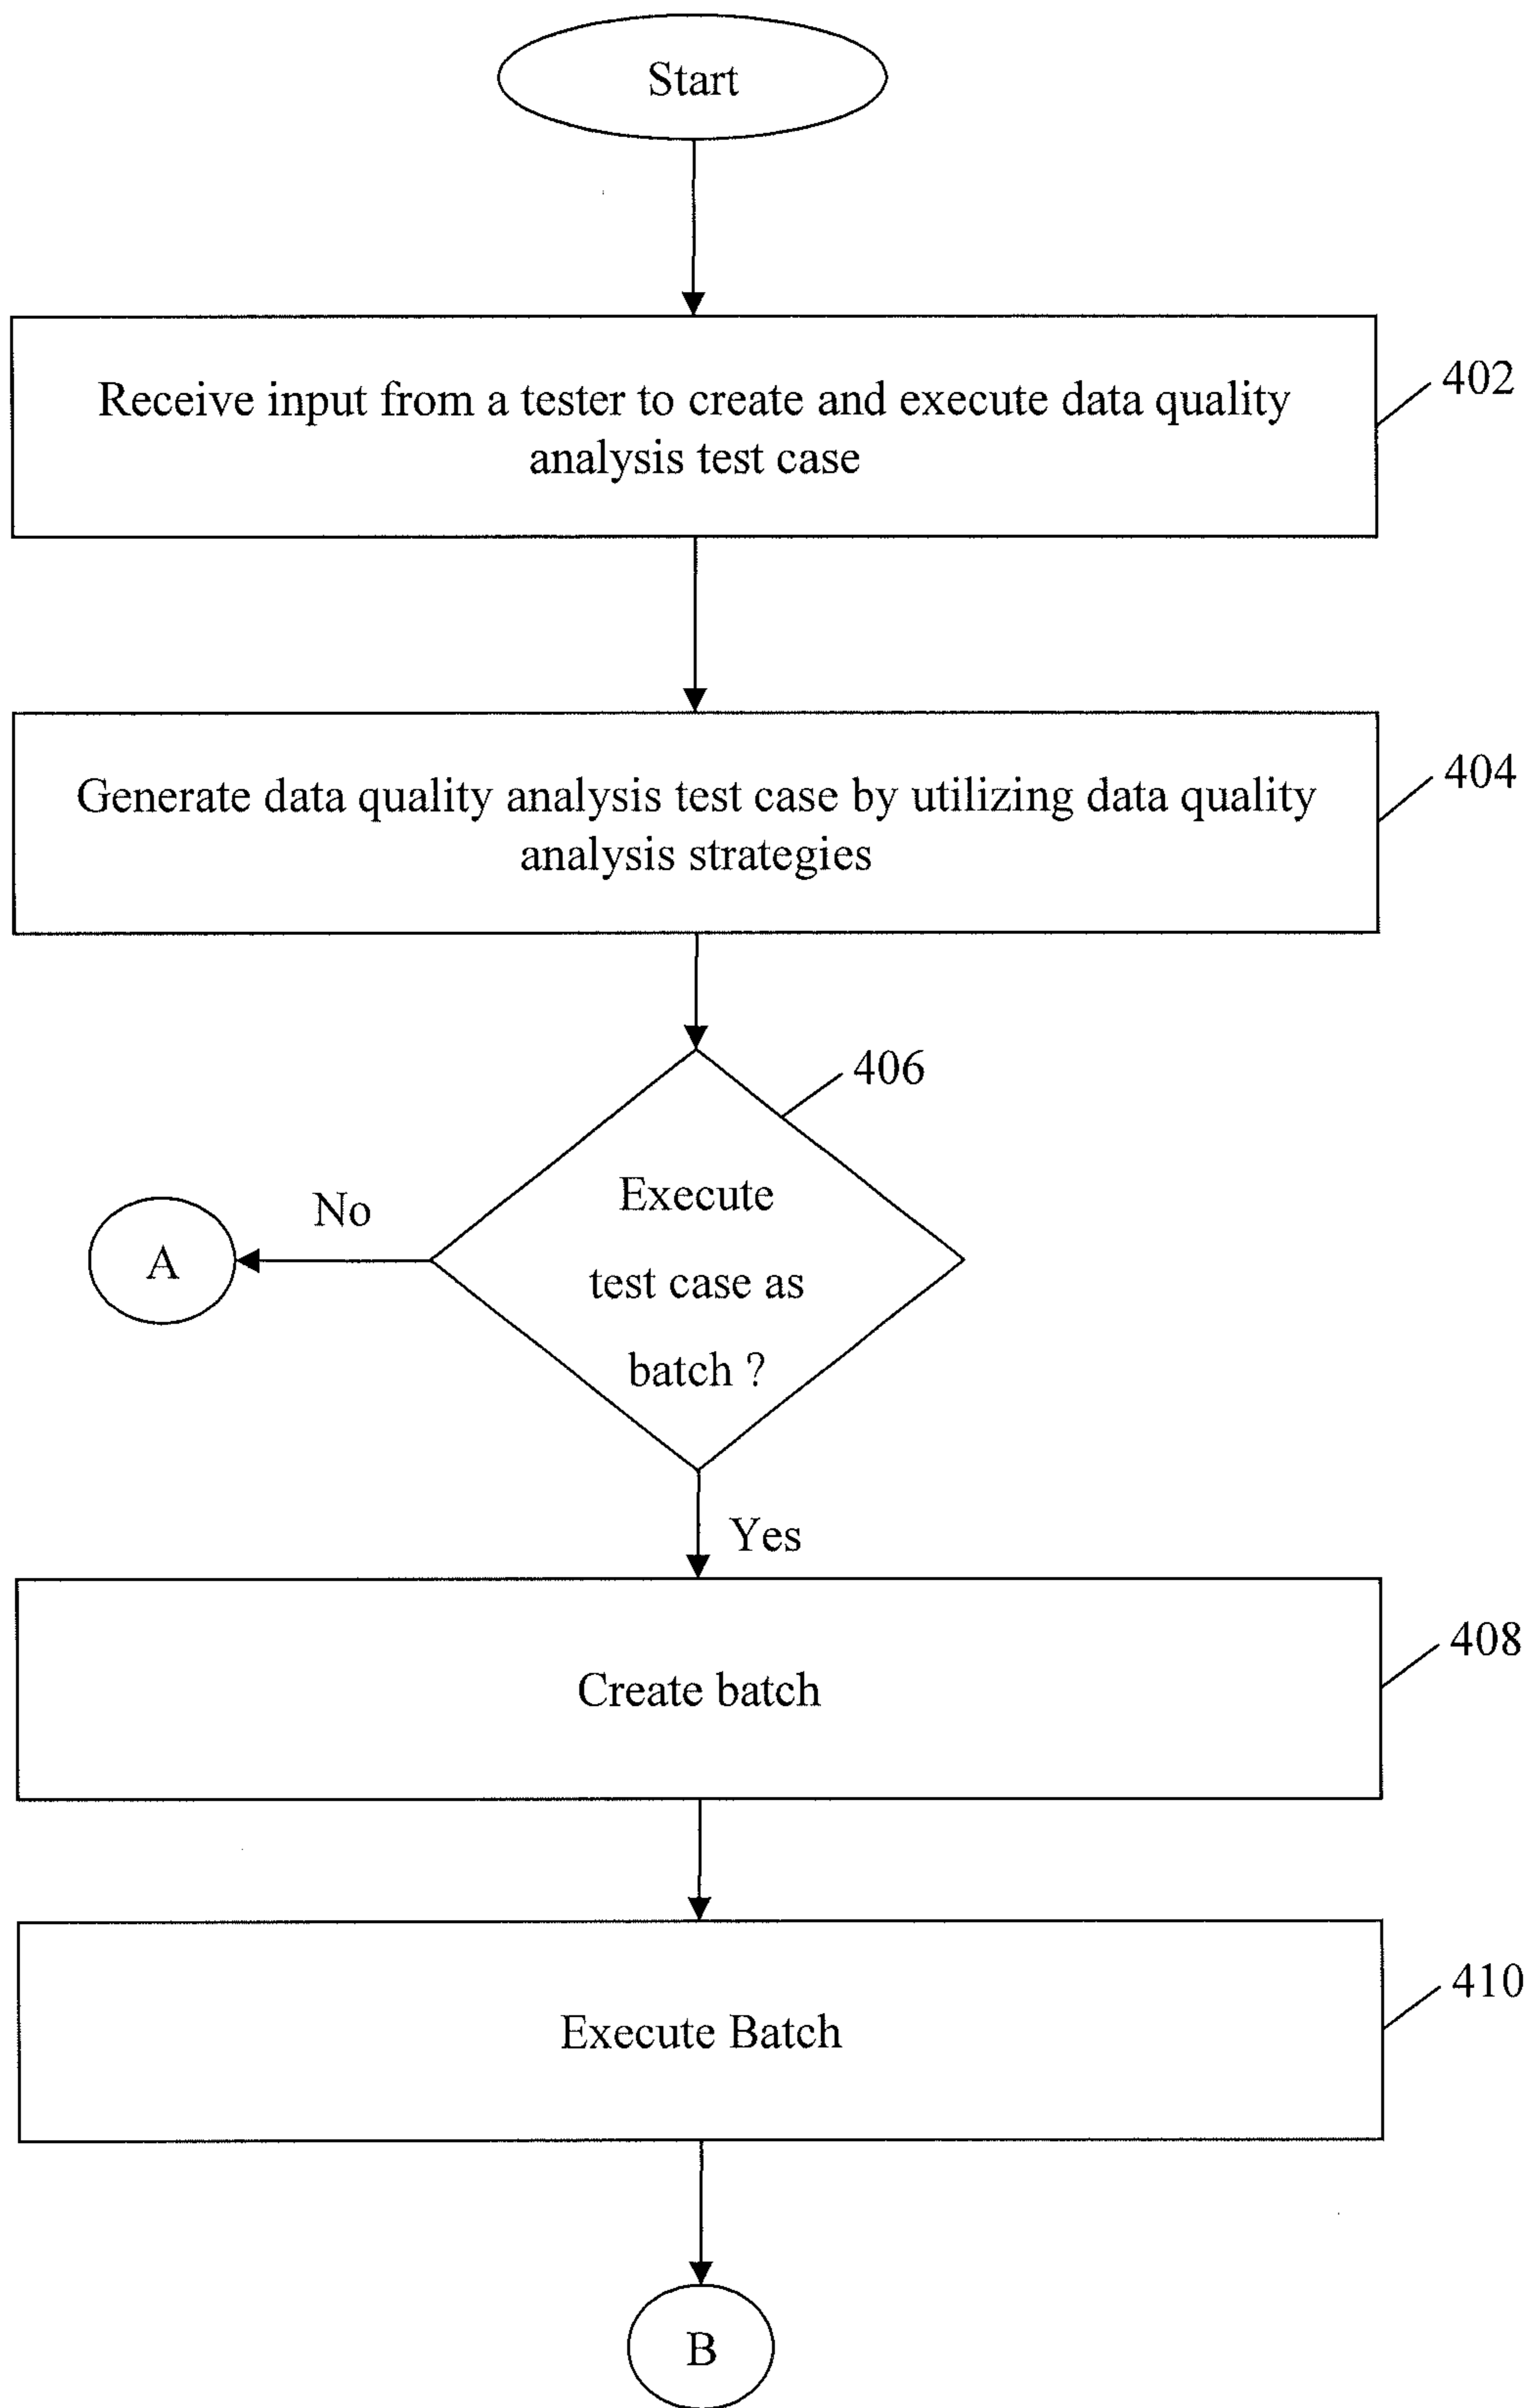 Start
Receive input from a tester to create and execute data quality
analysis test case
402
Generate data quality analysis test case by utilizing data quality
analysis strategies
404
406
Execute
test case as
batch ?
No
A
Yes
Create batch
408
Execute Batch
410
B